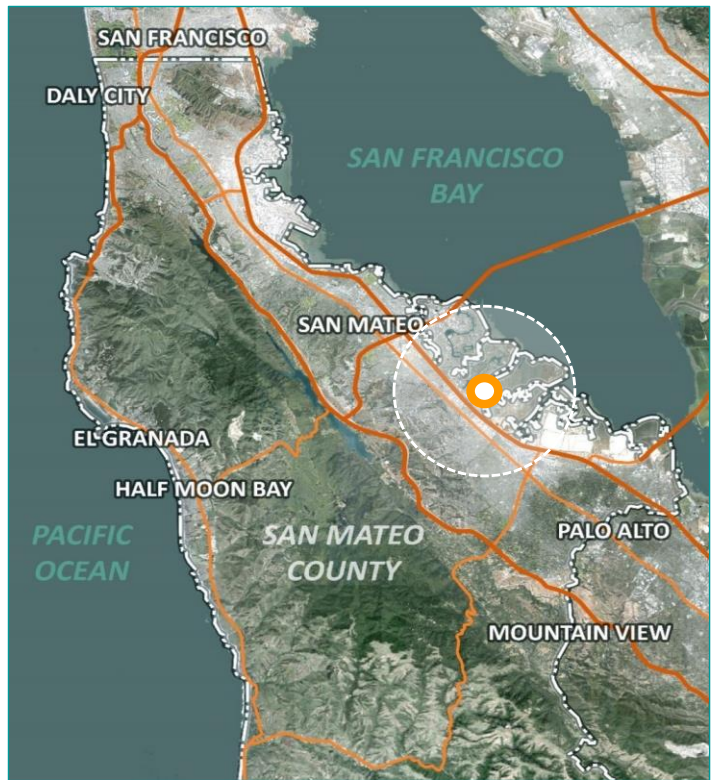 SAN FRANCISCO
DALY CITY
SAN FRANCISCO
BAY
SAN MATEO
EL GRANADA
HALF MOON BAY
PACIFIC
OCEAN
SAN MATEO
COUNTY
PALO ALTO
MOUNTAIN VIEW